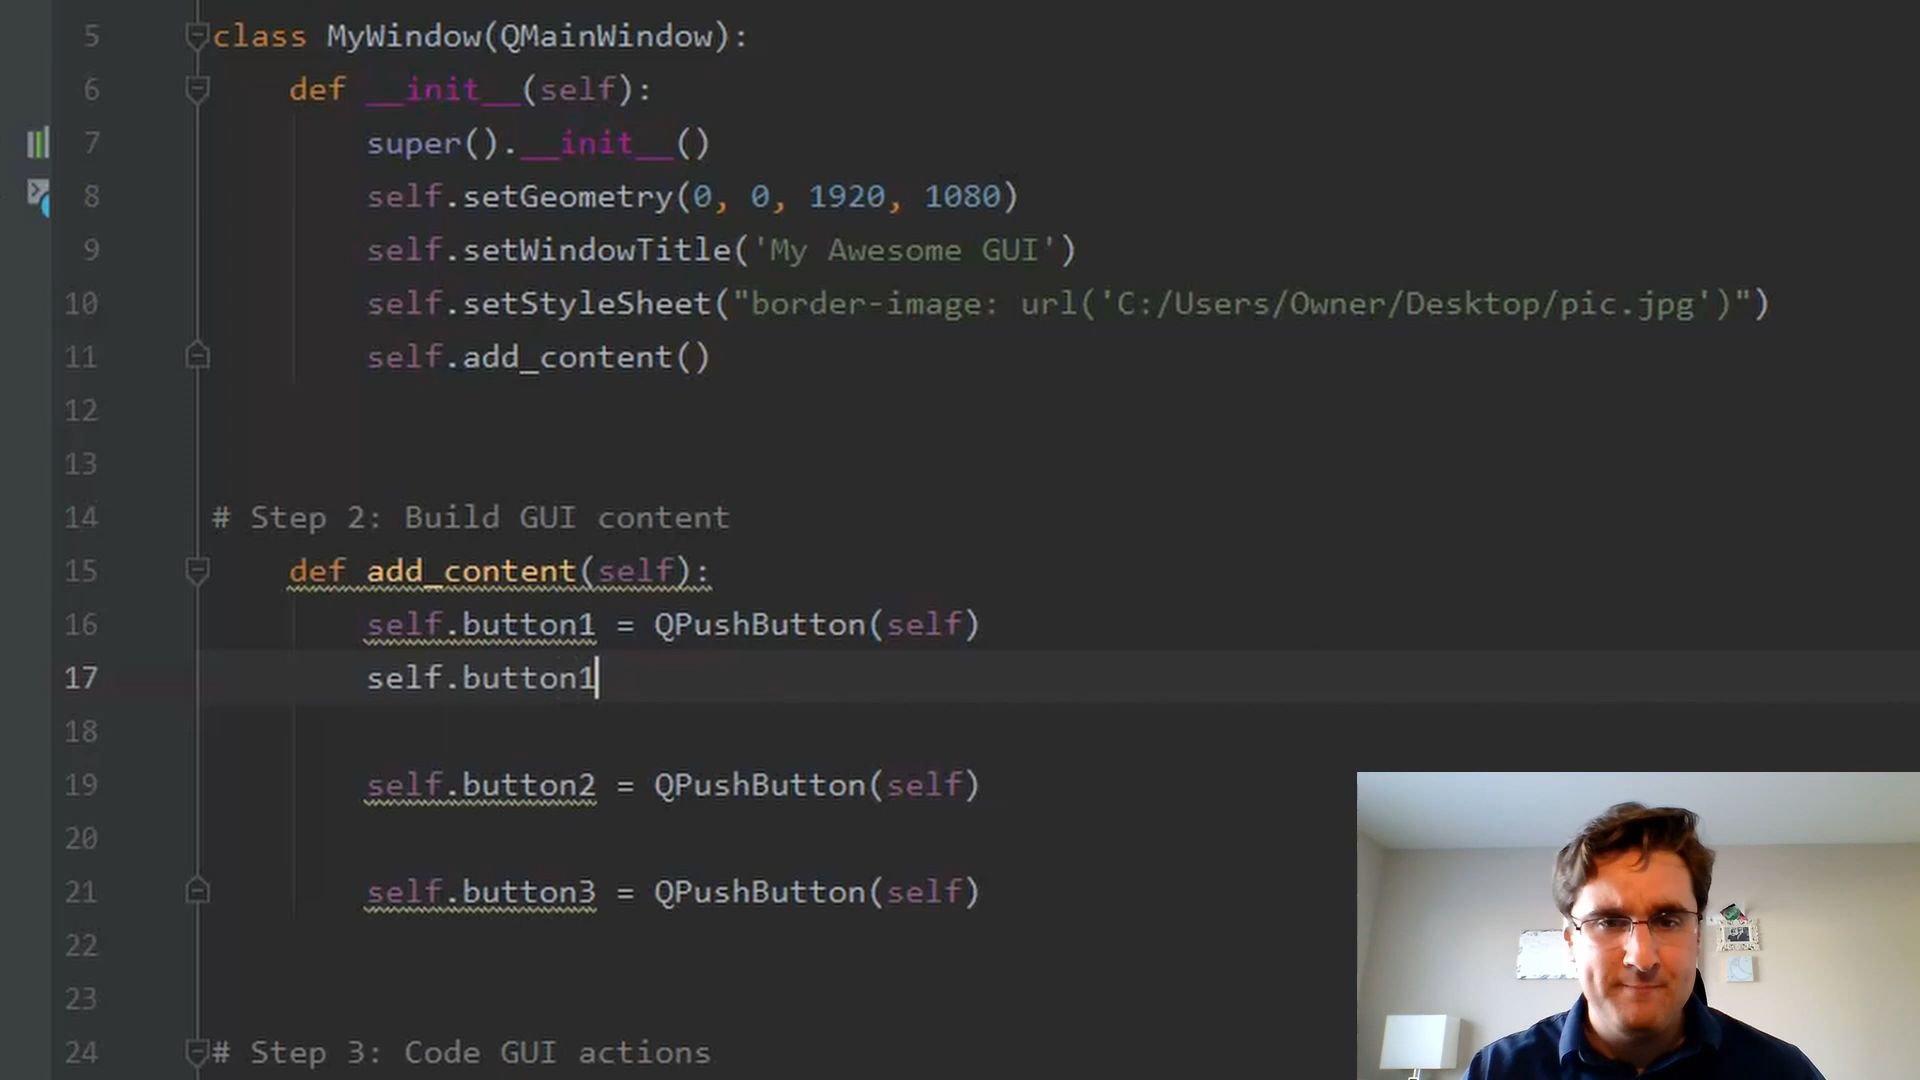 5 class MyWindow(QMainWindow):
6 def __init__(self):
7 super().__init__()
8 self.setGeometry(0, 0, 1920, 1080)
9 self.setWindowTitle('My Awesome GUI')
10 self.setStyleSheet("border-image: url('C:/Users/Owner/Desktop/pic.jpg')")
11 self.add_content()
12
13
14 # Step 2: Build GUI content
15 def add_content(self):
16 self.button1 = QPushButton(self)
17 self.button1
18
19 self.button2 = QPushButton(self)
20
21 self.button3 = QPushButton(self)
22
23
24 # Step 3: Code GUI actions